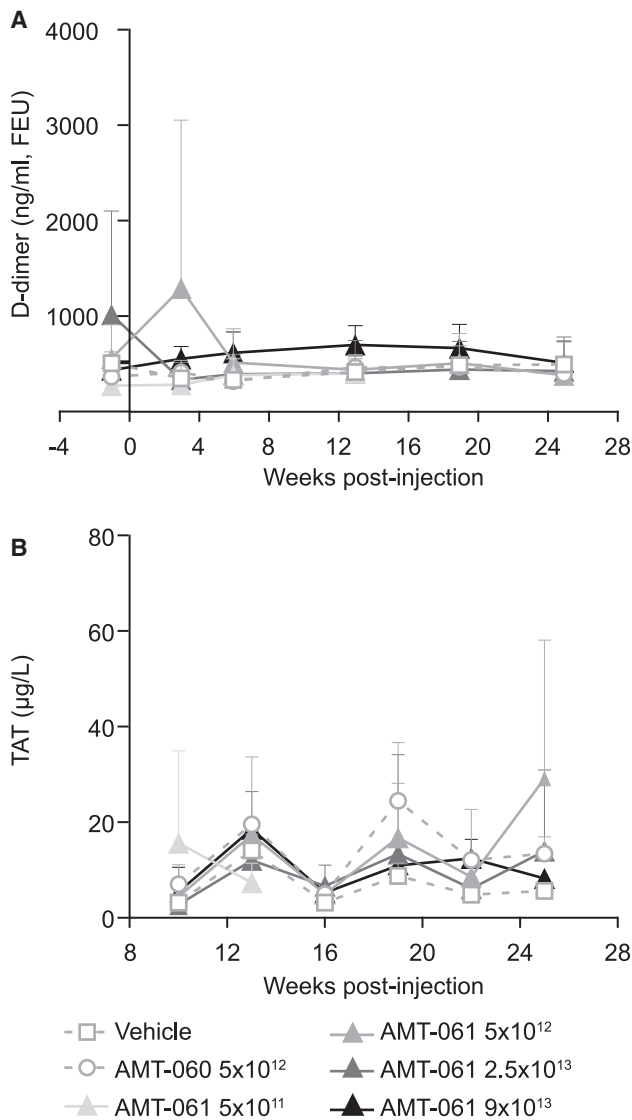 A
4000
3000
2000
1000
D-dimer (ng/ml, FEU)
-4 0 4 8 12 16 20 24 28
Weeks post-injection
B
80
60
40
20
0
TAT (µg/L)
8 12 16 20 24 28
Weeks post-injection
Vehicle AMT-061 5x10¹²
AMT-060 5x10¹² AMT-061 2.5x10¹³
AMT-061 5x10¹¹ AMT-061 9x10¹³